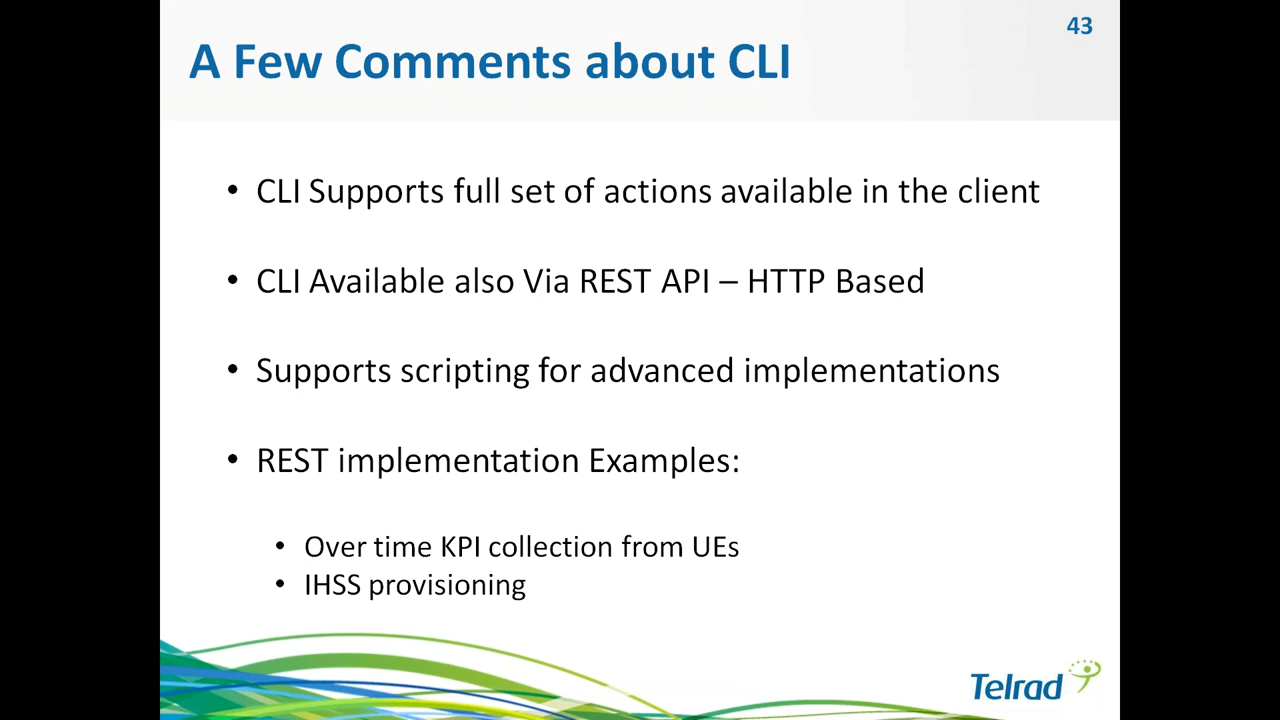 43
A Few Comments about CLI
• CLI Supports full set of actions available in the client
• CLI Available also Via REST API – HTTP Based
• Supports scripting for advanced implementations
• REST implementation Examples:
• Over time KPI collection from UEs
• IHSS provisioning
Telrad